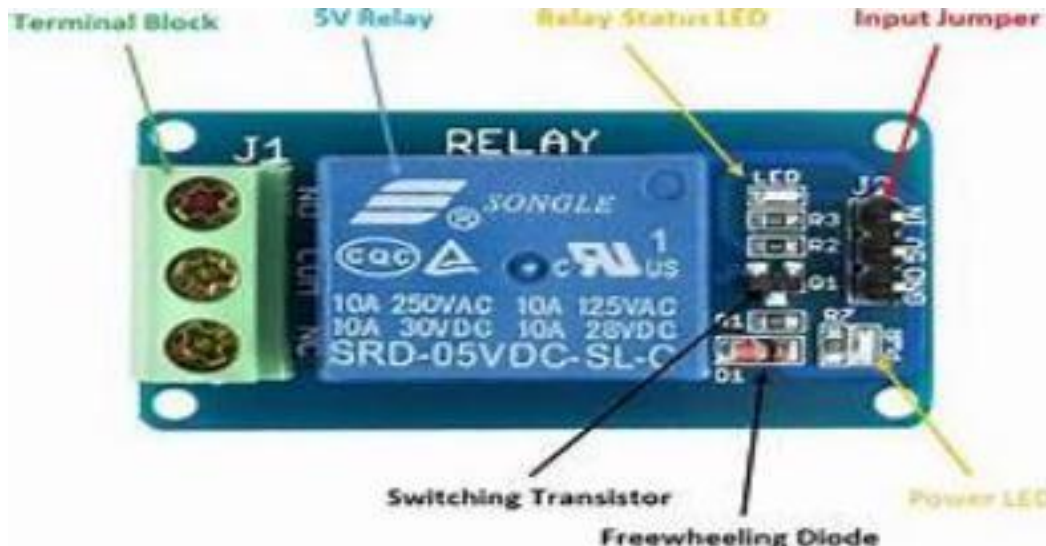 Terminal Block
5V Relay
Relay Status LED
Input Jumper
J1
RELAY
NO
COM
NC
SONGLE
®
CQC
c US
1
10A 250VAC 10A 125VAC
10A 30VDC 10A 28VDC
SRD-05VDC-SL-C
LED
R3
R2
Q1
D1
J2
IN
5V
GND
Switching Transistor
Freewheeling Diode
Power LED